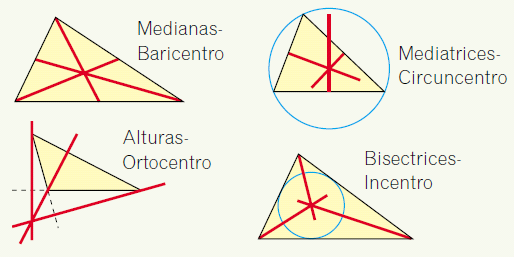 Medianas-
Baricentro
Mediatrices-
Circuncentro
Alturas-
Ortocentro
Bisectrices-
Incentro